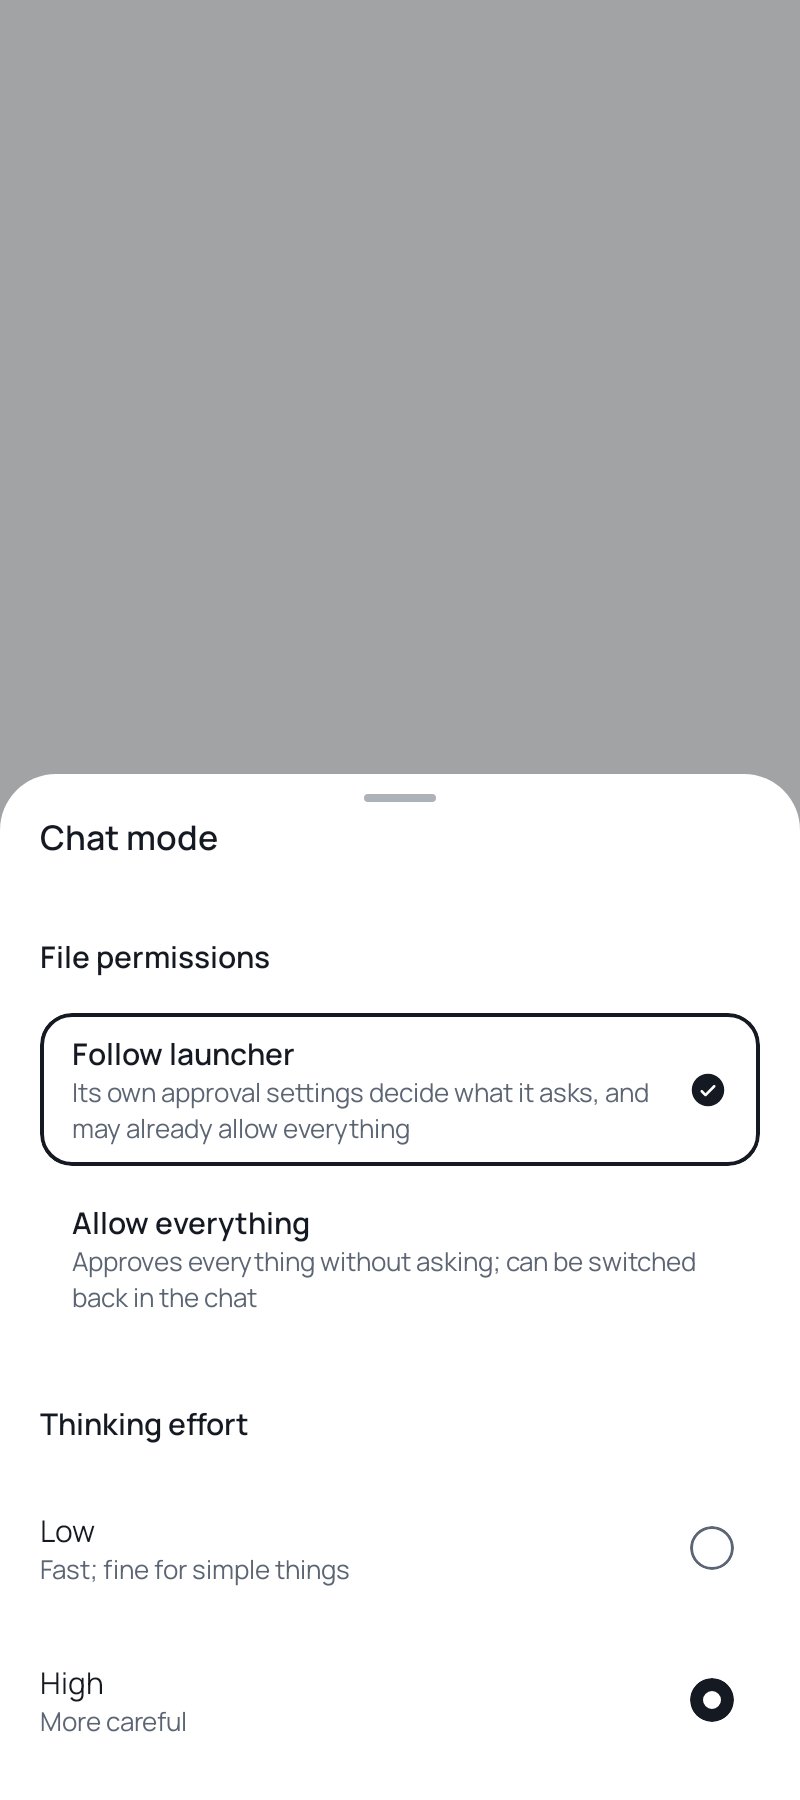 Chat mode
File permissions
Follow launcher
Its own approval settings decide what it asks, and
may already allow everything
Allow everything
Approves everything without asking; can be switched
back in the chat
Thinking effort
Low
Fast; fine for simple things
High
More careful